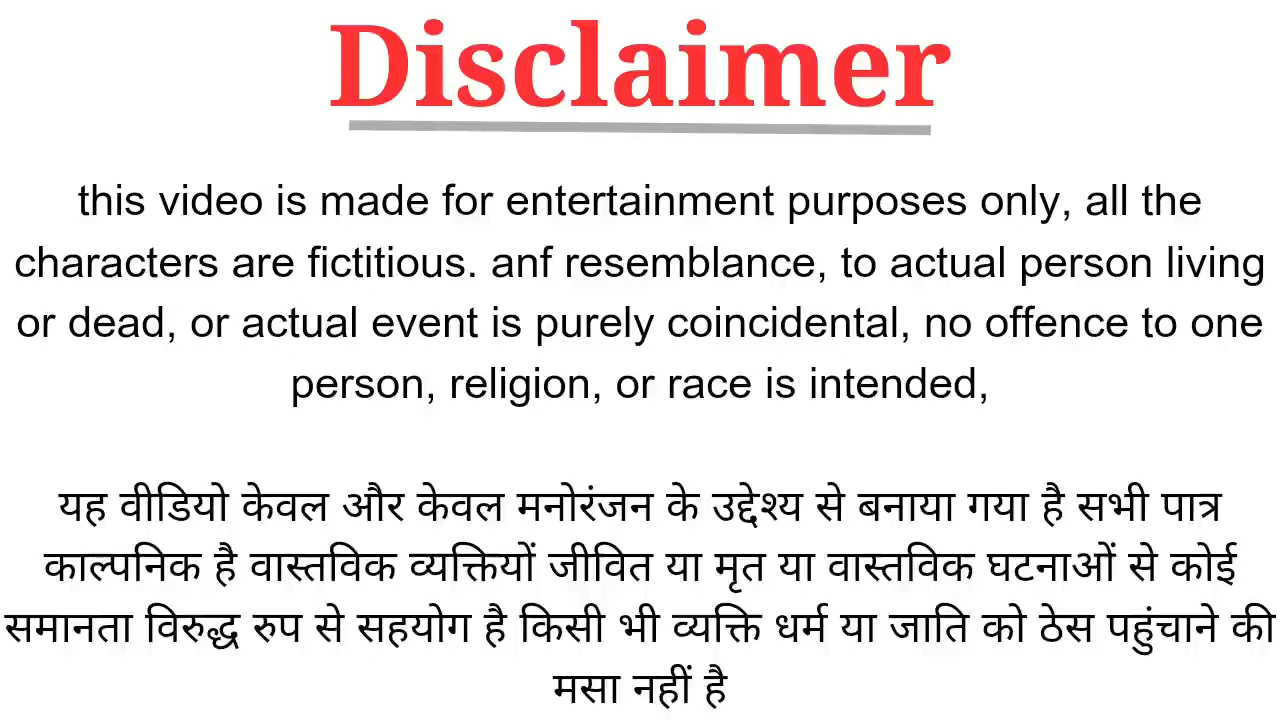 Disclaimer
this video is made for entertainment purposes only, all the
characters are fictitious. anf resemblance, to actual person living
or dead, or actual event is purely coincidental, no offence to one
person, religion, or race is intended,
यह वीडियो केवल और केवल मनोरंजन के उद्देश्य से बनाया गया है सभी पात्र
काल्पनिक है वास्तविक व्यक्तियों जीवित या मृत या वास्तविक घटनाओं से कोई
समानता विरुद्ध रुप से सहयोग है किसी भी व्यक्ति धर्म या जाति को ठेस पहुंचाने की
मसा नहीं है